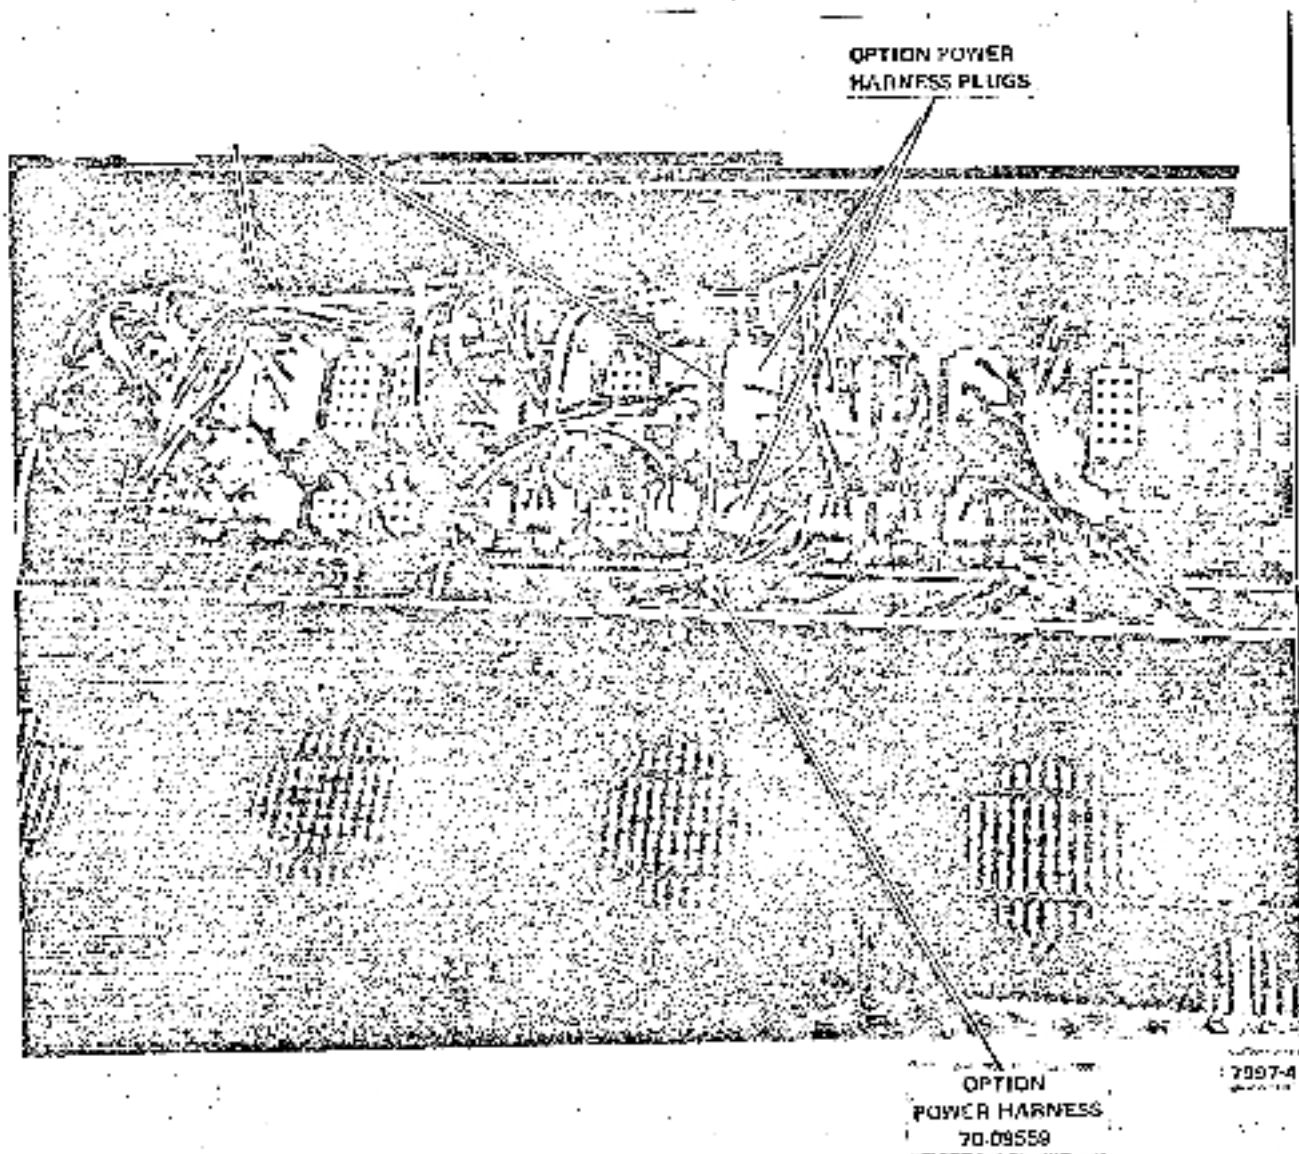 OPTION POWER
HARNESS PLUGS
7997-4
OPTION
POWER HARNESS
70-09559